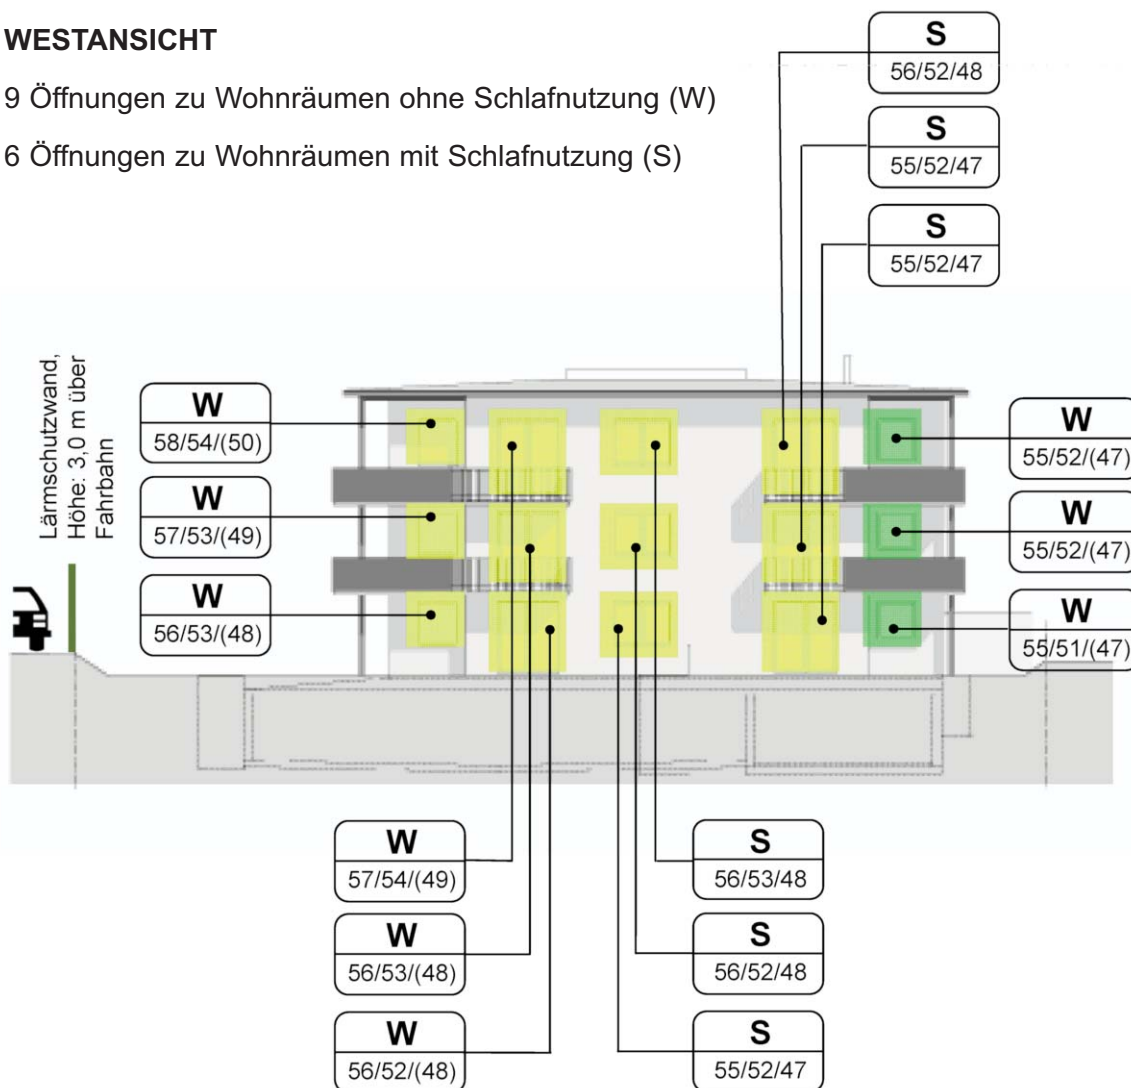 WESTANSICHT
9 Öffnungen zu Wohnräumen ohne Schlafnutzung (W)
6 Öffnungen zu Wohnräumen mit Schlafnutzung (S)
S
56/52/48
S
55/52/47
S
55/52/47
Lärmschutzwand,
Höhe: 3,0 m über
Fahrbahn
W
58/54/(50)
W
57/53/(49)
W
56/53/(48)
W
55/52/(47)
W
55/52/(47)
W
55/51/(47)
W
57/54/(49)
W
56/53/(48)
W
56/52/(48)
S
56/53/48
S
56/52/48
S
55/52/47